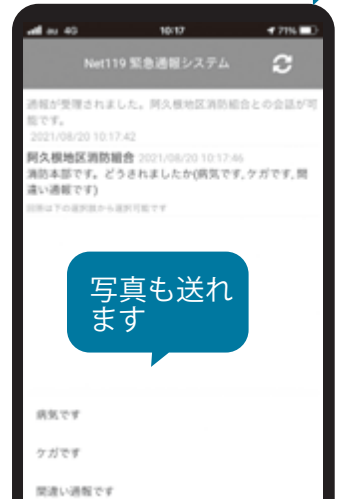 au 4G 10:17 71%
Net119 緊急通報システム
通報が受理されました。阿久根地区消防組合との会話が可
能です。
2021/08/20 10:17:42
阿久根地区消防組合 2021/08/20 10:17:46
消防本部です。どうされましたか(病気です,ケガです,間
違い通報です)
回答は下の選択肢から選択可能です
写真も送れ
ます
病気です
ケガです
間違い通報です